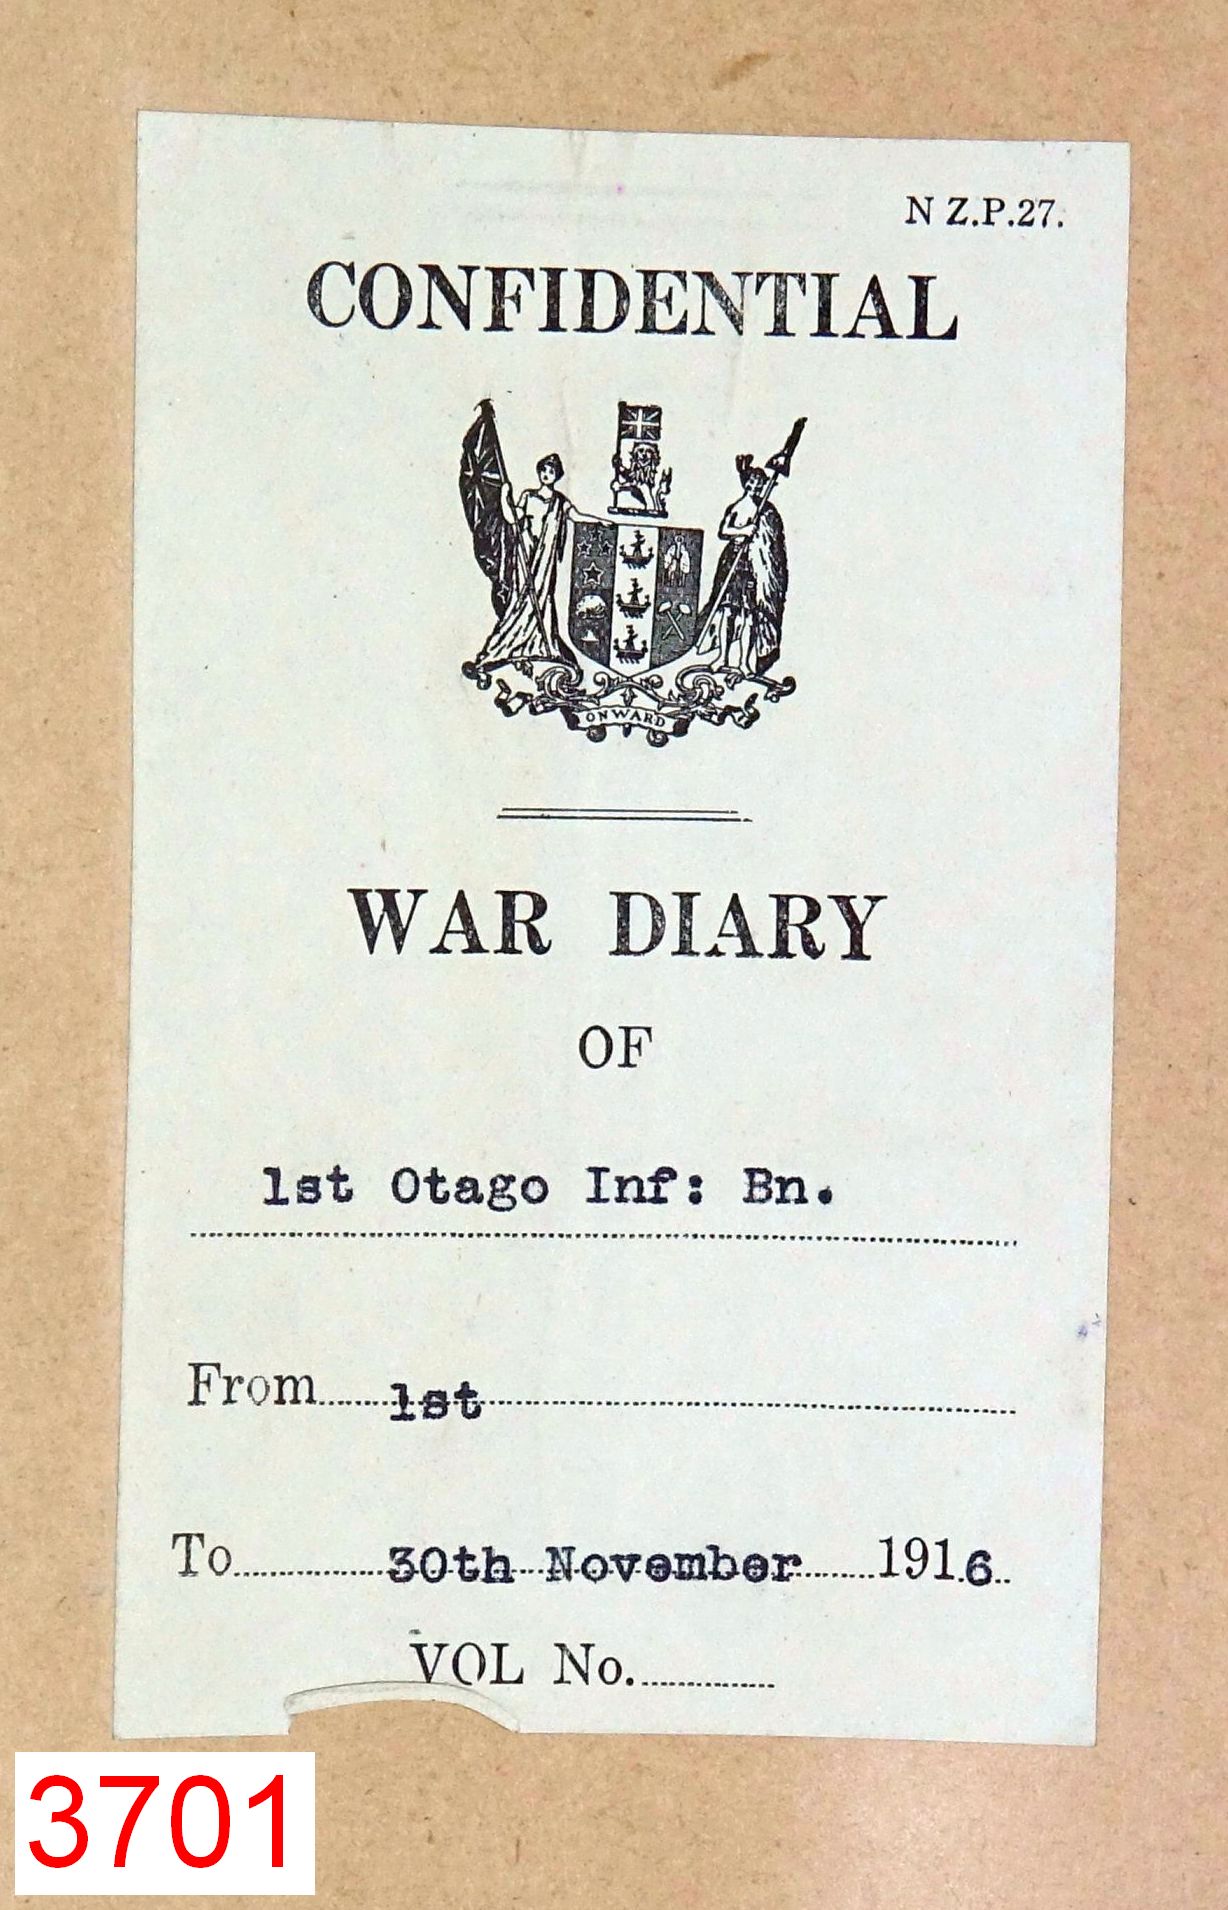 N Z.P.27.
CONFIDENTIAL
ONWARD
WAR DIARY
OF
1st Otago Inf: Bn.
From 1st
To 30th November 1916
VOL No.
3701